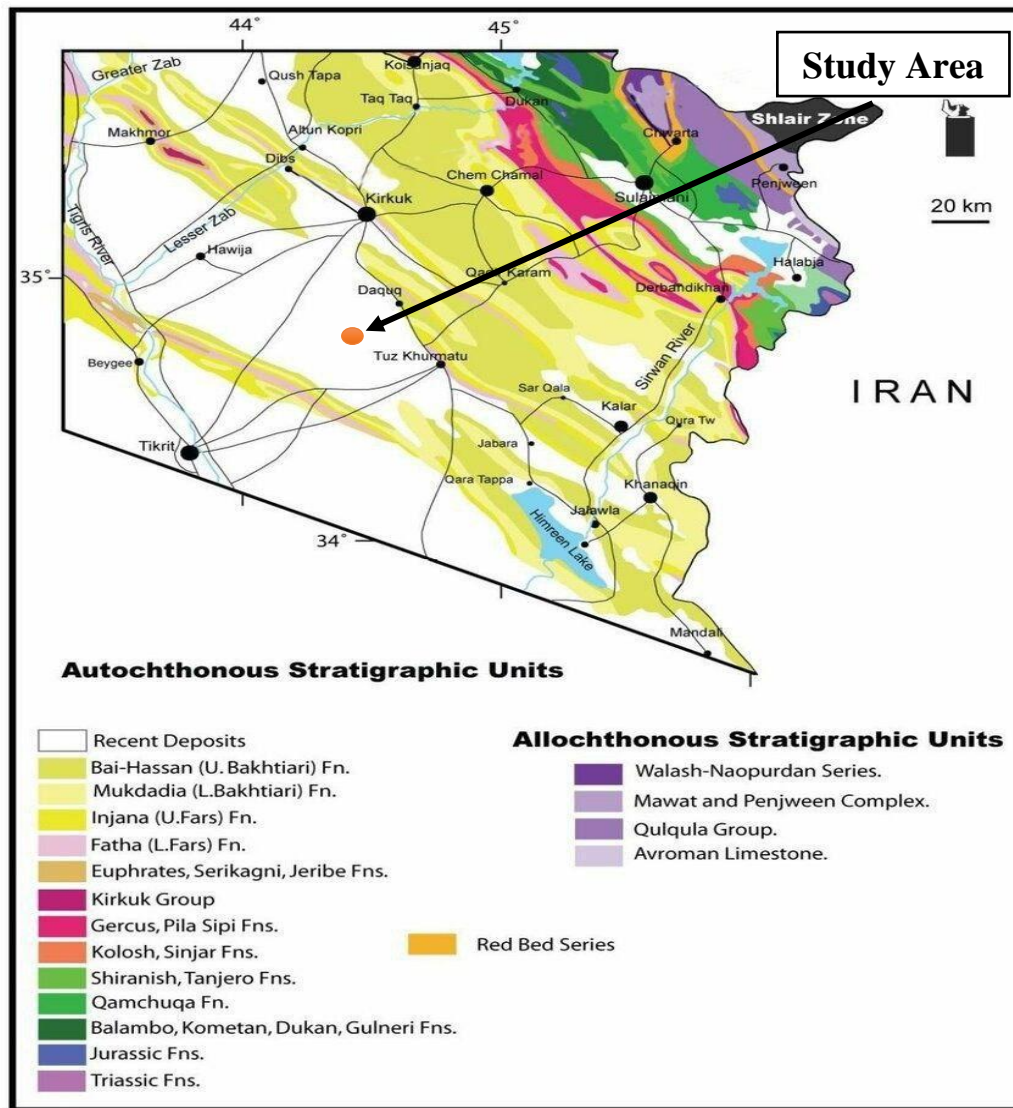 44°
45°
Study Area
Greater Zab
Qush Tapa
Koisanjaq
Taq Taq
Dukan
Shlair Zone
Makhmor
Altun Kopri
Chwarta
Dibs
Chem Chamal
Penjween
Kirkuk
Sulaimani
20 km
Tigris River
Lesser Zab
Hawija
Halabja
35°
Karam
Derbandikhan
Daquq
Beygee
Tuz Khurmatu
Sirwan River
IRAN
Sar Qala
Kalar
Qura Tw
Tikrit
Jabara
Qara Tappa
Khanaqin
Jalawla
34°
Himreen Lake
Mandali
Autochthonous Stratigraphic Units
Recent Deposits
Bai-Hassan (U. Bakhtiari) Fn.
Mukdadia (L.Bakhtiari) Fn.
Injana (U.Fars) Fn.
Fatha (L.Fars) Fn.
Euphrates, Serikagni, Jeribe Fns.
Kirkuk Group
Gercus, Pila Sipi Fns.
Kolosh, Sinjar Fns.
Shiranish, Tanjero Fns.
Qamchuqa Fn.
Balambo, Kometan, Dukan, Gulneri Fns.
Jurassic Fns.
Triassic Fns.
Red Bed Series
Allochthonous Stratigraphic Units
Walash-Naopurdan Series.
Mawat and Penjween Complex.
Qulqula Group.
Avroman Limestone.